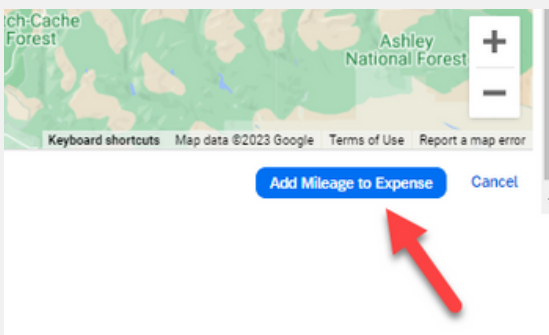 tch-Cache
Forest
Ashley
National Forest
+
−
Keyboard shortcuts Map data ©2023 Google Terms of Use Report a map error
Add Mileage to Expense Cancel